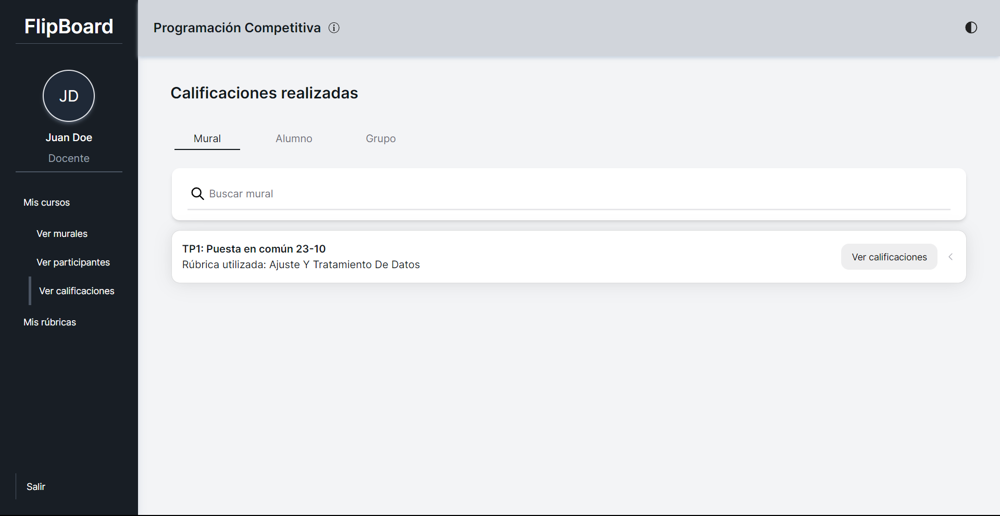 FlipBoard
JD
Juan Doe
Docente
Mis cursos
Ver murales
Ver participantes
Ver calificaciones
Mis rúbricas
Salir
Programación Competitiva
Calificaciones realizadas
Mural Alumno Grupo
Buscar mural
TP1: Puesta en común 23-10
Rúbrica utilizada: Ajuste Y Tratamiento De Datos
Ver calificaciones